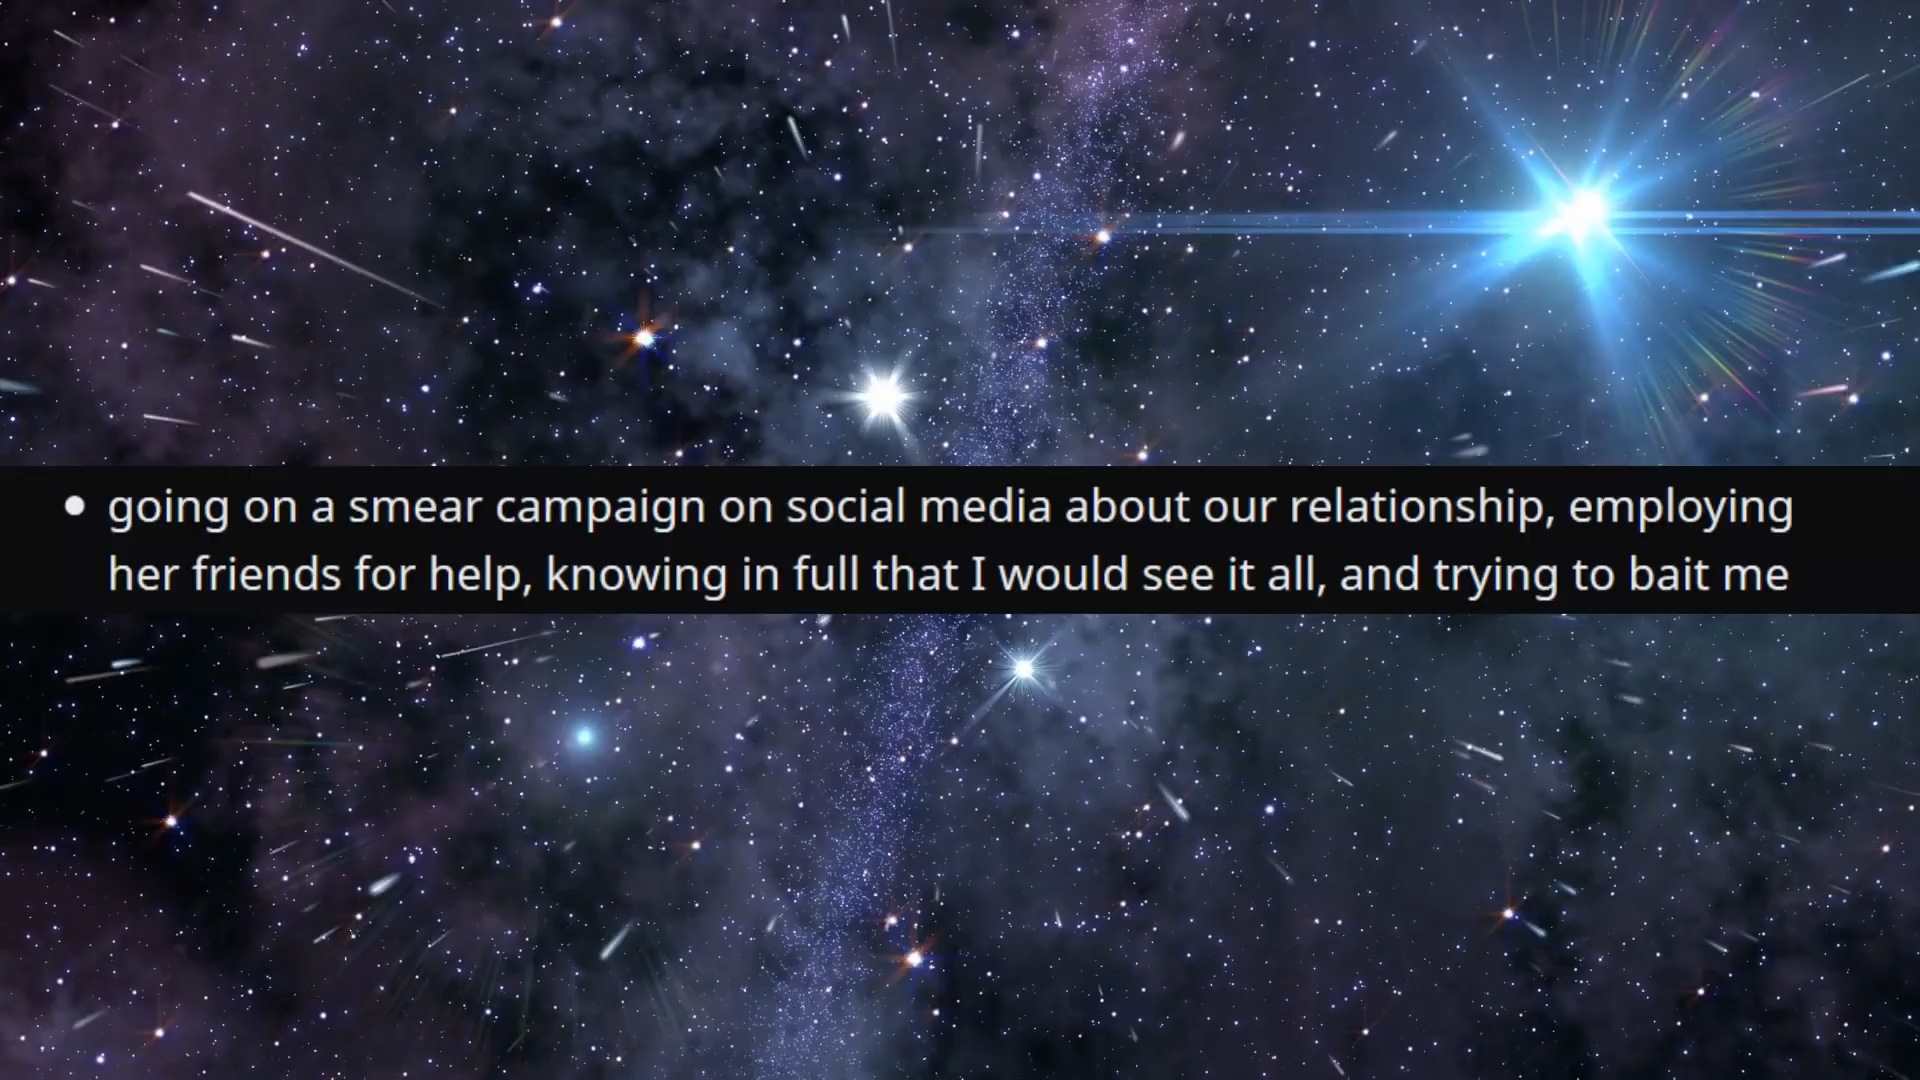 • going on a smear campaign on social media about our relationship, employing
her friends for help, knowing in full that I would see it all, and trying to bait me